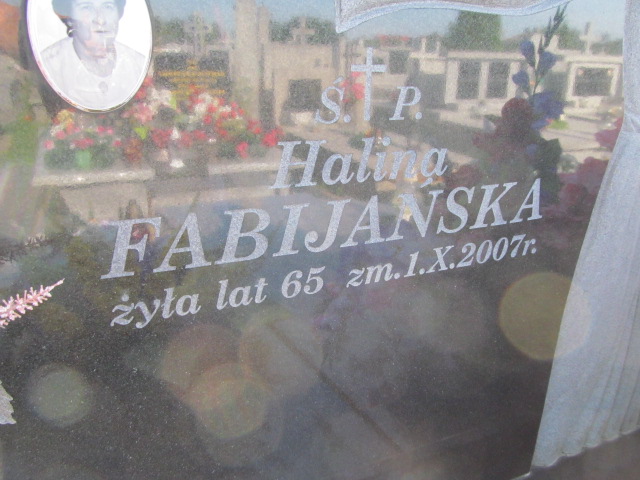 Ś. P.
Halina
FABIJAŃSKA
żyła lat 65 zm.1.X.2007r.